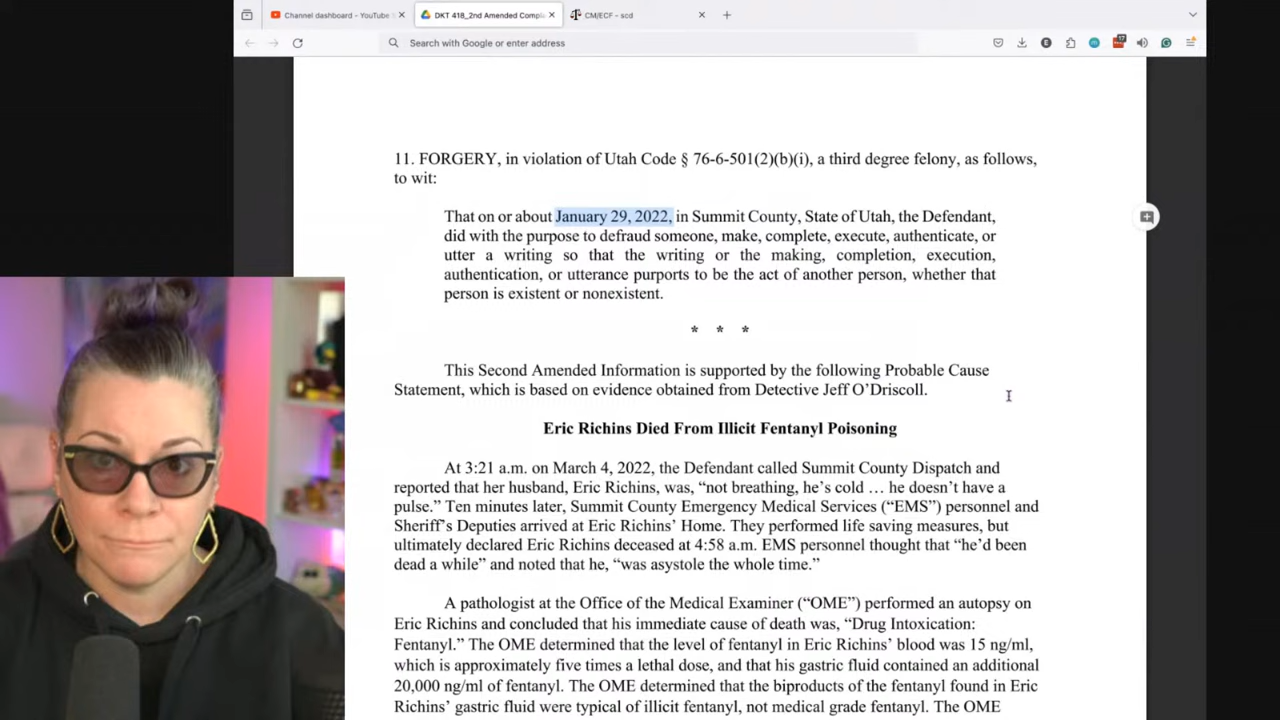 Channel dashboard - YouTube
DKT 418_2nd Amended Compl
CM/ECF - scd
Search with Google or enter address
17
11. FORGERY, in violation of Utah Code § 76-6-501(2)(b)(i), a third degree felony, as follows,
to wit:
That on or about January 29, 2022, in Summit County, State of Utah, the Defendant,
did with the purpose to defraud someone, make, complete, execute, authenticate, or
utter a writing so that the writing or the making, completion, execution,
authentication, or utterance purports to be the act of another person, whether that
person is existent or nonexistent.
* * *
This Second Amended Information is supported by the following Probable Cause
Statement, which is based on evidence obtained from Detective Jeff O’Driscoll.
Eric Richins Died From Illicit Fentanyl Poisoning
At 3:21 a.m. on March 4, 2022, the Defendant called Summit County Dispatch and
reported that her husband, Eric Richins, was, “not breathing, he’s cold … he doesn’t have a
pulse.” Ten minutes later, Summit County Emergency Medical Services (“EMS”) personnel and
Sheriff’s Deputies arrived at Eric Richins’ Home. They performed life saving measures, but
ultimately declared Eric Richins deceased at 4:58 a.m. EMS personnel thought that “he’d been
dead a while” and noted that he, “was asystole the whole time.”
A pathologist at the Office of the Medical Examiner (“OME”) performed an autopsy on
Eric Richins and concluded that his immediate cause of death was, “Drug Intoxication:
Fentanyl.” The OME determined that the level of fentanyl in Eric Richins’ blood was 15 ng/ml,
which is approximately five times a lethal dose, and that his gastric fluid contained an additional
20,000 ng/ml of fentanyl. The OME determined that the biproducts of the fentanyl found in Eric
Richins’ gastric fluid were typical of illicit fentanyl, not medical grade fentanyl. The OME